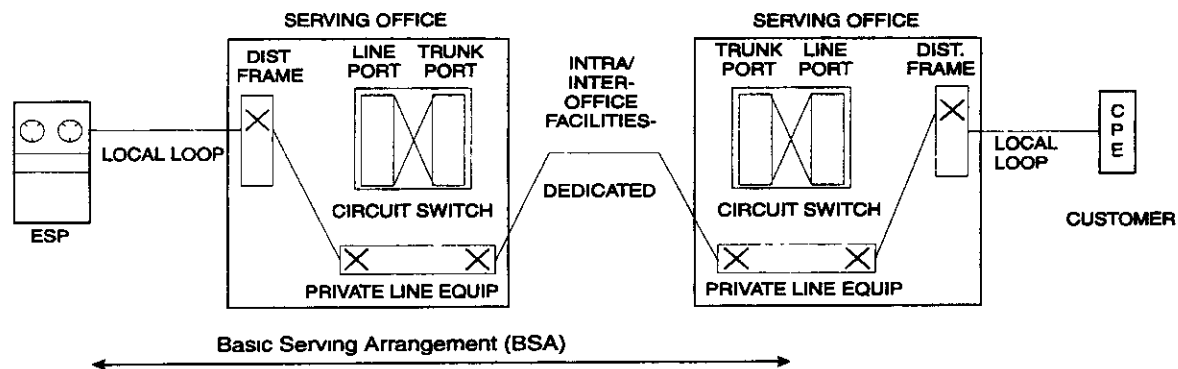 SERVING OFFICE
DIST
FRAME
LINE
PORT
TRUNK
PORT
CIRCUIT SWITCH
PRIVATE LINE EQUIP
LOCAL LOOP
ESP
INTRA/
INTER-
OFFICE
FACILITIES-
DEDICATED
SERVING OFFICE
TRUNK
PORT
LINE
PORT
DIST.
FRAME
CIRCUIT SWITCH
PRIVATE LINE EQUIP
LOCAL
LOOP
C
P
E
CUSTOMER
Basic Serving Arrangement (BSA)